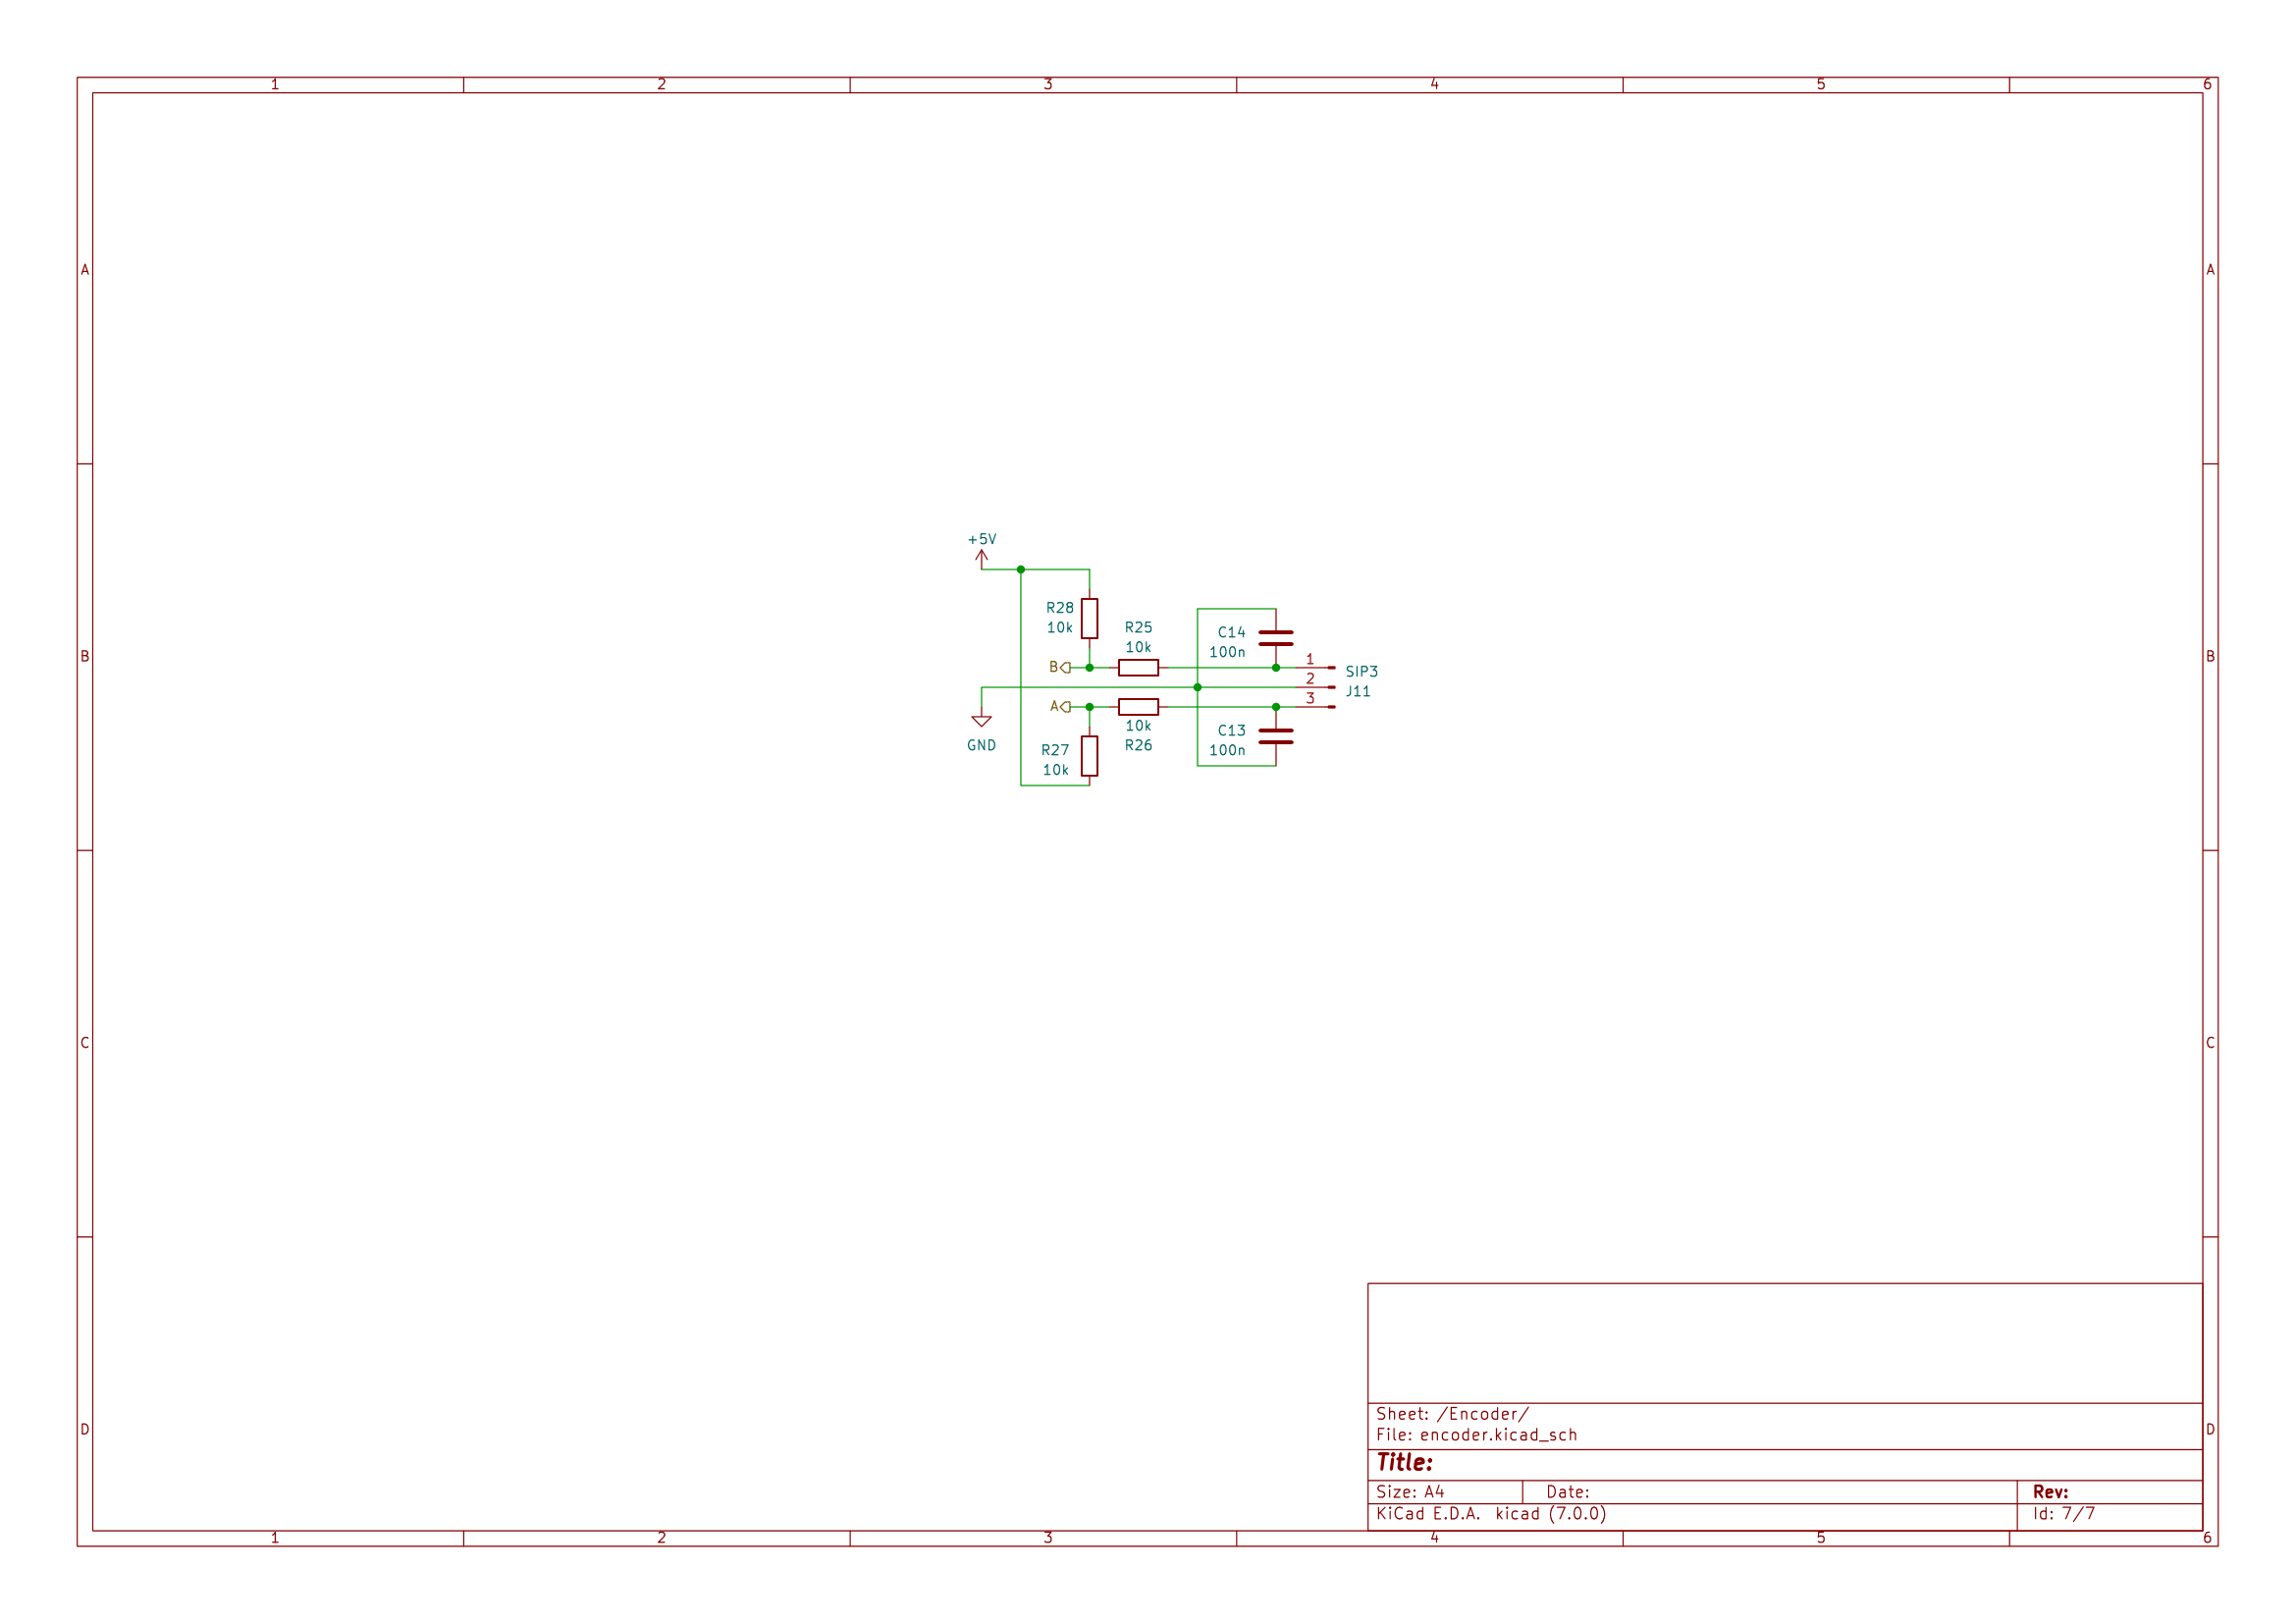 1 2 3 4 5 6
A A
+5V
R28
10k
R25
10k
C14
100n
B
1
2
3
SIP3
J11
B B
A
10k
R26
GND
R27
10k
C13
100n
C C
D D
Sheet: /Encoder/
File: encoder.kicad_sch
Title:
Size: A4 Date: Rev:
KiCad E.D.A. kicad (7.0.0) Id: 7/7
1 2 3 4 5 6